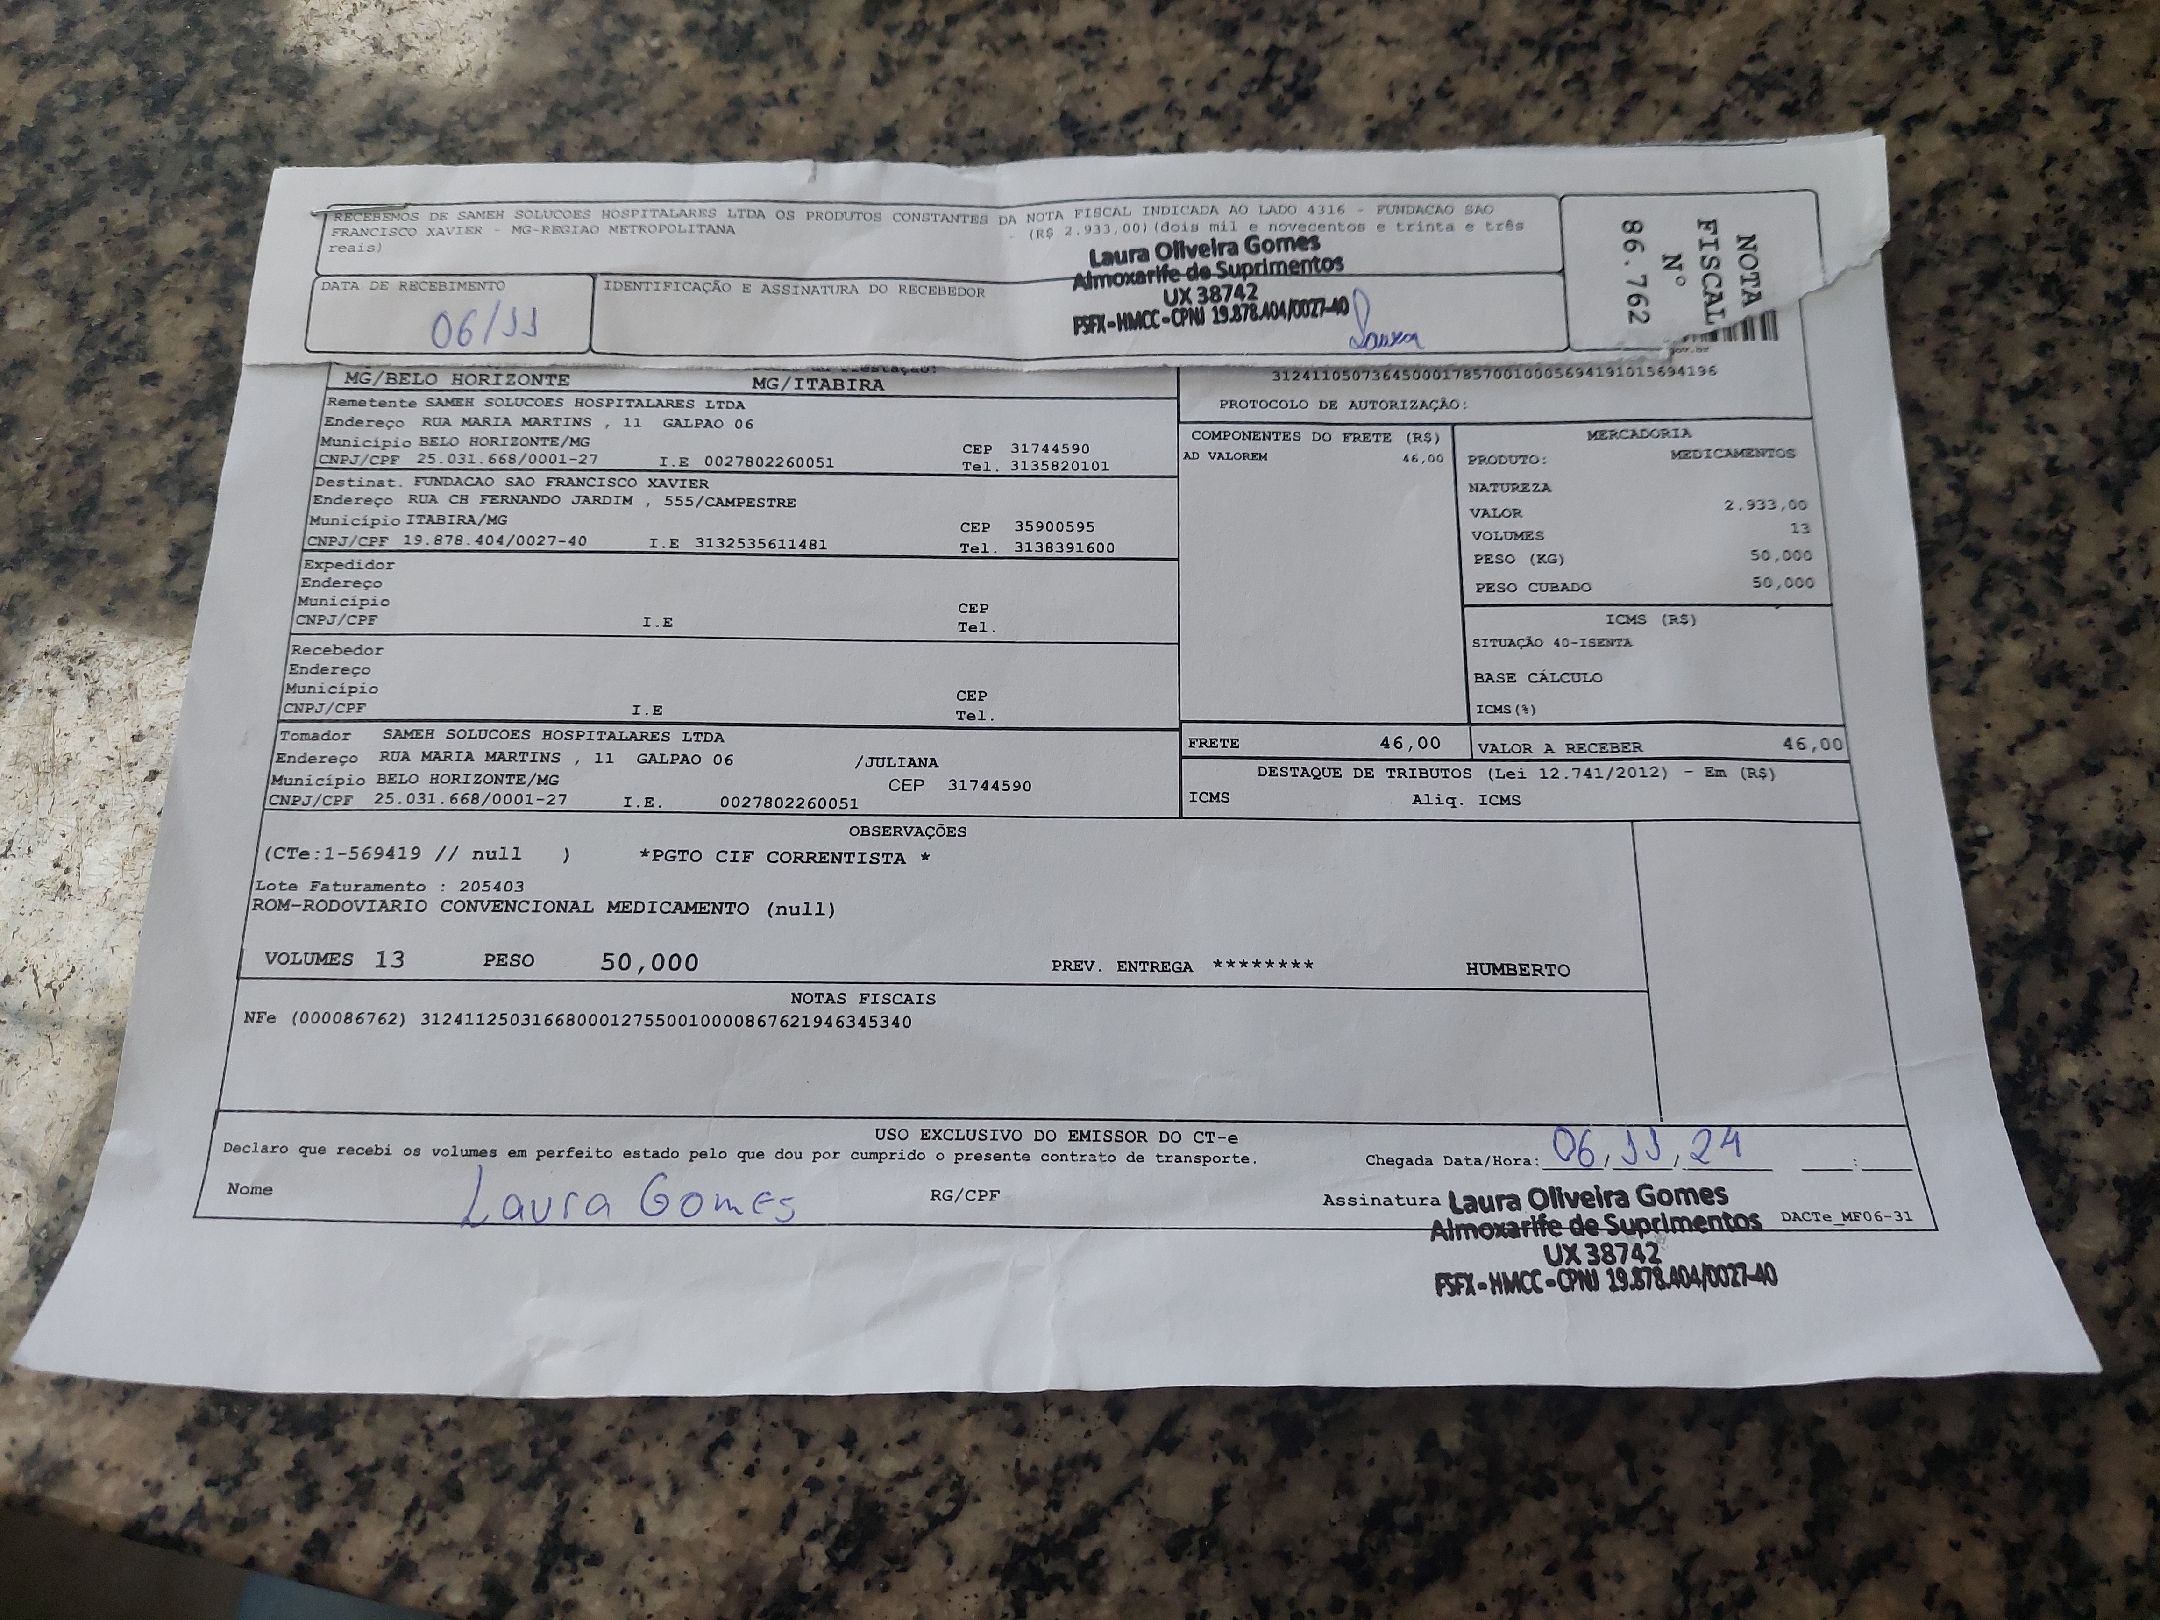 RECEBEMOS DE SAMEH SOLUCOES HOSPITALARES LTDA OS PRODUTOS CONSTANTES DA NOTA FISCAL INDICADA AO LADO 4316 - FUNDACAO SAO
FRANCISCO XAVIER - MG-REGIAO METROPOLITANA - (R$ 2.933,00) (dois mil e novecentos e trinta e três
reais)
Laura Oliveira Gomes
Almoxarife de Suprimentos
UX 38742
FSFX - HMCC - CPNJ 19.878.404/0027-40
DATA DE RECEBIMENTO
06/11
IDENTIFICAÇÃO E ASSINATURA DO RECEBEDOR
Laura
NOTA
FISCAL
Nº
86.762
gov.br
MG/BELO HORIZONTE MG/ITABIRA
Remetente SAMEH SOLUCOES HOSPITALARES LTDA
Endereço RUA MARIA MARTINS , 11 GALPAO 06
Município BELO HORIZONTE/MG CEP 31744590
CNPJ/CPF 25.031.668/0001-27 I.E 0027802260051 Tel. 3135820101
Destinat. FUNDACAO SAO FRANCISCO XAVIER
Endereço RUA CH FERNANDO JARDIM , 555/CAMPESTRE
Município ITABIRA/MG CEP 35900595
CNPJ/CPF 19.878.404/0027-40 I.E 3132535611481 Tel. 3138391600
Expedidor
Endereço
Município CEP
CNPJ/CPF I.E Tel.
Recebedor
Endereço
Município CEP
CNPJ/CPF I.E Tel.
Tomador SAMEH SOLUCOES HOSPITALARES LTDA
Endereço RUA MARIA MARTINS , 11 GALPAO 06 /JULIANA
Município BELO HORIZONTE/MG CEP 31744590
CNPJ/CPF 25.031.668/0001-27 I.E. 0027802260051
31241105073645000178570010005694191015694196
PROTOCOLO DE AUTORIZAÇÃO:
COMPONENTES DO FRETE (R$)
AD VALOREM 46,00
MERCADORIA
PRODUTO: MEDICAMENTOS
NATUREZA
VALOR 2.933,00
VOLUMES 13
PESO (KG) 50,000
PESO CUBADO 50,000
ICMS (R$)
SITUAÇÃO 40-ISENTA
BASE CÁLCULO
ICMS(%)
FRETE 46,00 VALOR A RECEBER 46,00
DESTAQUE DE TRIBUTOS (Lei 12.741/2012) - Em (R$)
ICMS Aliq. ICMS
OBSERVAÇÕES
(CTe:1-569419 // null ) *PGTO CIF CORRENTISTA *
Lote Faturamento : 205403
ROM-RODOVIARIO CONVENCIONAL MEDICAMENTO (null)
VOLUMES 13 PESO 50,000 PREV. ENTREGA ******** HUMBERTO
NOTAS FISCAIS
NFe (000086762) 31241125031668000127550010000867621946345340
USO EXCLUSIVO DO EMISSOR DO CT-e
Declaro que recebi os volumes em perfeito estado pelo que dou por cumprido o presente contrato de transporte.
Chegada Data/Hora: 06,11,24 __:__
Nome Laura Gomes RG/CPF Assinatura
Laura Oliveira Gomes
Almoxarife de Suprimentos
UX 38742
FSFX - HMCC - CPNJ 19.878.404/0027-40
DACTe_MF06-31